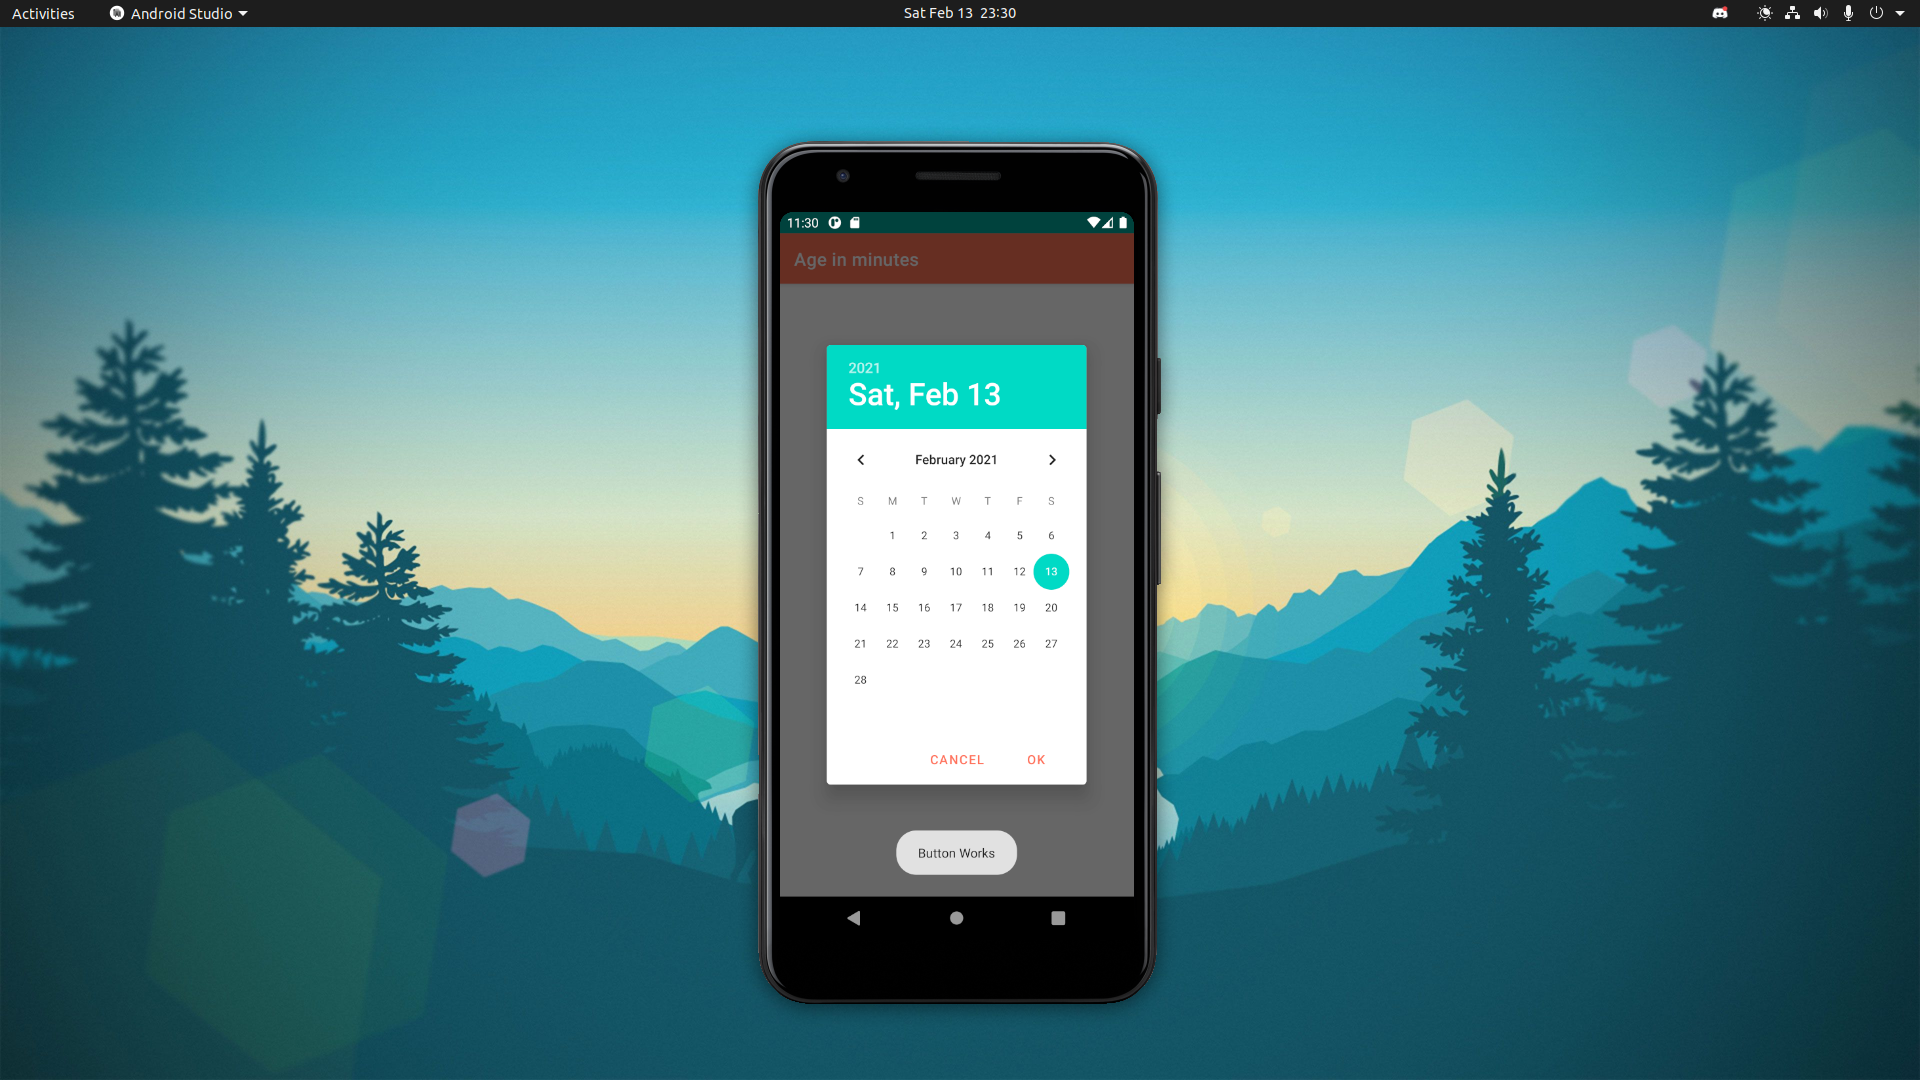 Activities
Android Studio
Sat Feb 13 23:30
11:30
Age in minutes
2021
Sat, Feb 13
February 2021
S M T W T F S
1 2 3 4 5 6
7 8 9 10 11 12 13
14 15 16 17 18 19 20
21 22 23 24 25 26 27
28
CANCEL OK
Button Works